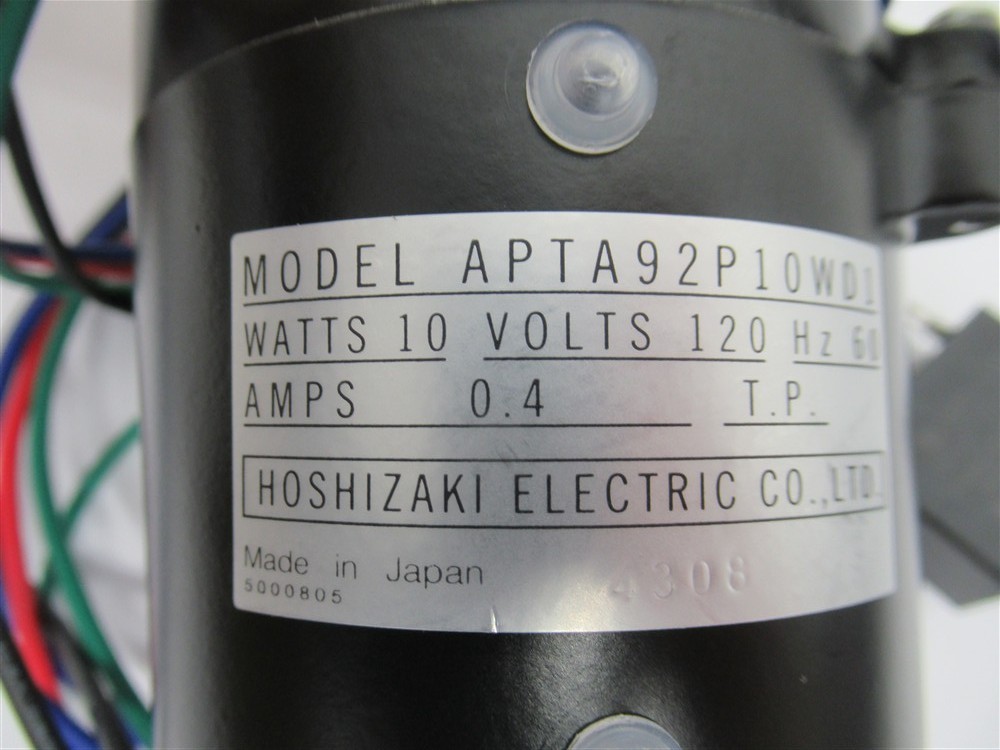 MODEL APTA92P10WD1
WATTS 10 VOLTS 120 Hz 60
AMPS 0.4 T.P.
HOSHIZAKI ELECTRIC CO.,LTD.
Made in Japan
5000805
4308